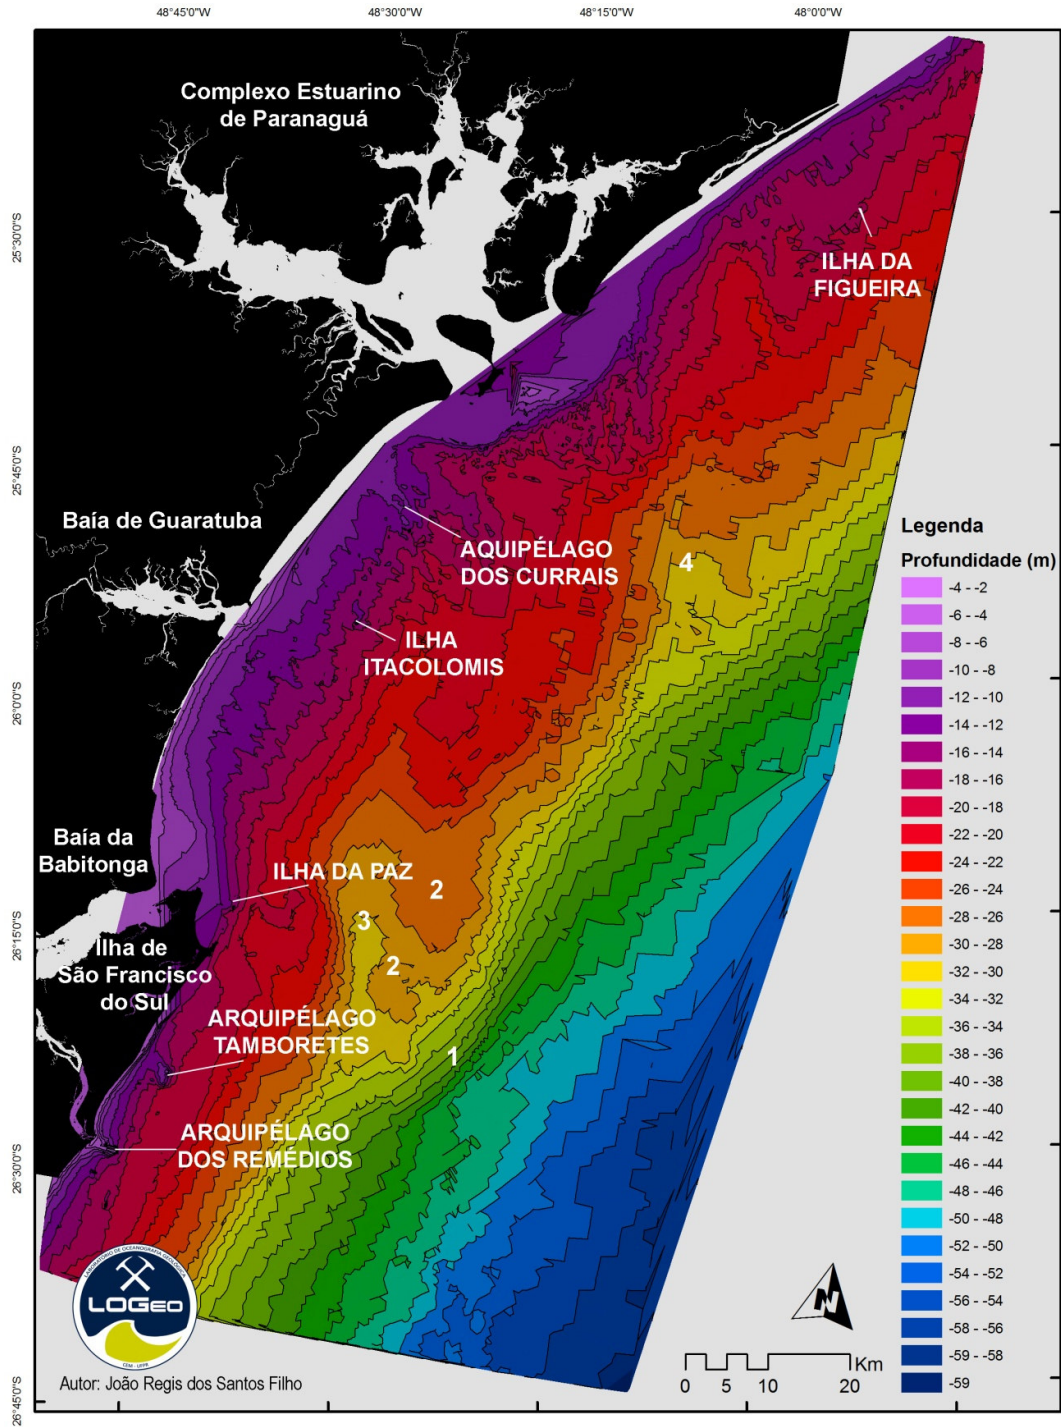 48°45'0"W
48°30'0"W
48°15'0"W
48°0'0"W
25°30'0"S
25°45'0"S
26°0'0"S
26°15'0"S
26°30'0"S
26°45'0"S
Complexo Estuarino
de Paranaguá
ILHA DA
FIGUEIRA
Baía de Guaratuba
AQUIPÉLAGO
DOS CURRAIS
4
ILHA
ITACOLOMIS
Baía da
Babitonga
ILHA DA PAZ
2
3
2
Ilha de
São Francisco
do Sul
ARQUIPÉLAGO
TAMBORETES
1
ARQUIPÉLAGO
DOS REMÉDIOS
Legenda
Profundidade (m)
-4 - -2
-6 - -4
-8 - -6
-10 - -8
-12 - -10
-14 - -12
-16 - -14
-18 - -16
-20 - -18
-22 - -20
-24 - -22
-26 - -24
-28 - -26
-30 - -28
-32 - -30
-34 - -32
-36 - -34
-38 - -36
-40 - -38
-42 - -40
-44 - -42
-46 - -44
-48 - -46
-50 - -48
-52 - -50
-54 - -52
-56 - -54
-58 - -56
-59 - -58
-59
LABORATÓRIO DE OCEANOGRAFIA GEOLÓGICA
LOGEO
CEM - UFPR
Autor: João Regis dos Santos Filho
N
Km
0 5 10 20